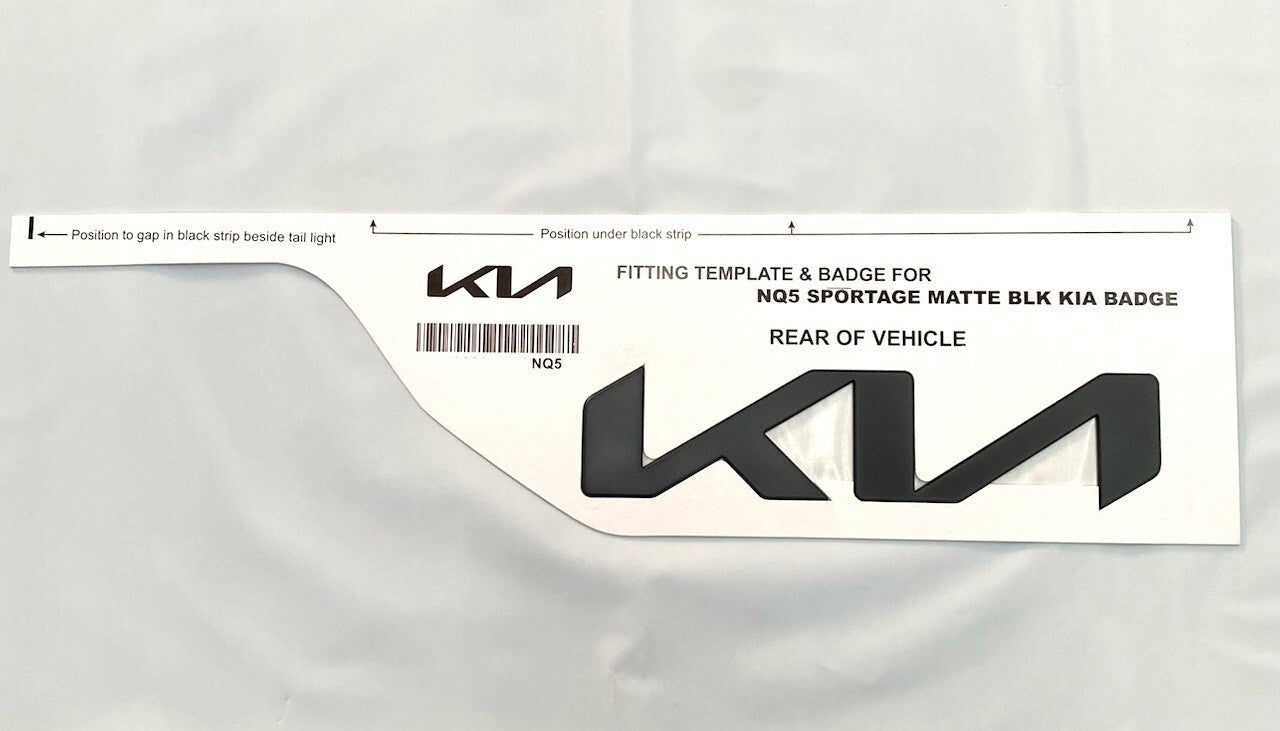 Position to gap in black strip beside tail light
Position under black strip
KIA
FITTING TEMPLATE & BADGE FOR
NQ5 SPORTAGE MATTE BLK KIA BADGE
REAR OF VEHICLE
NQ5
KIA